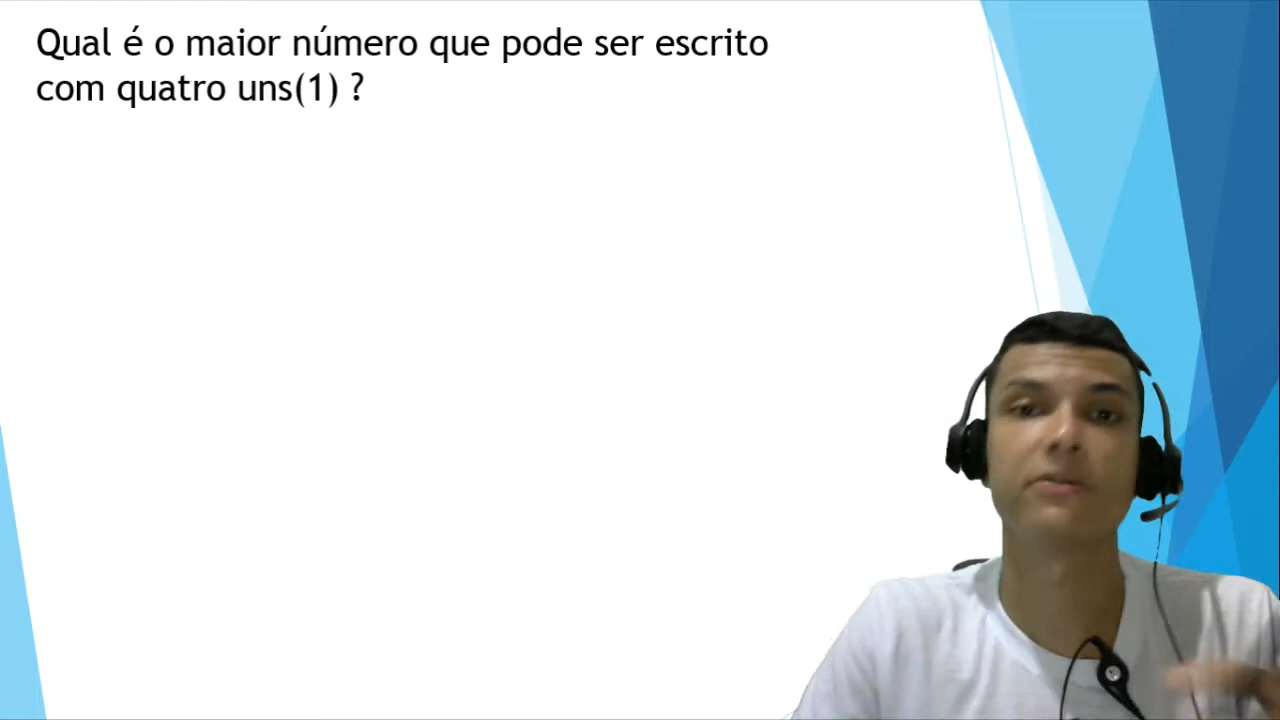 Qual é o maior número que pode ser escrito
com quatro uns(1) ?